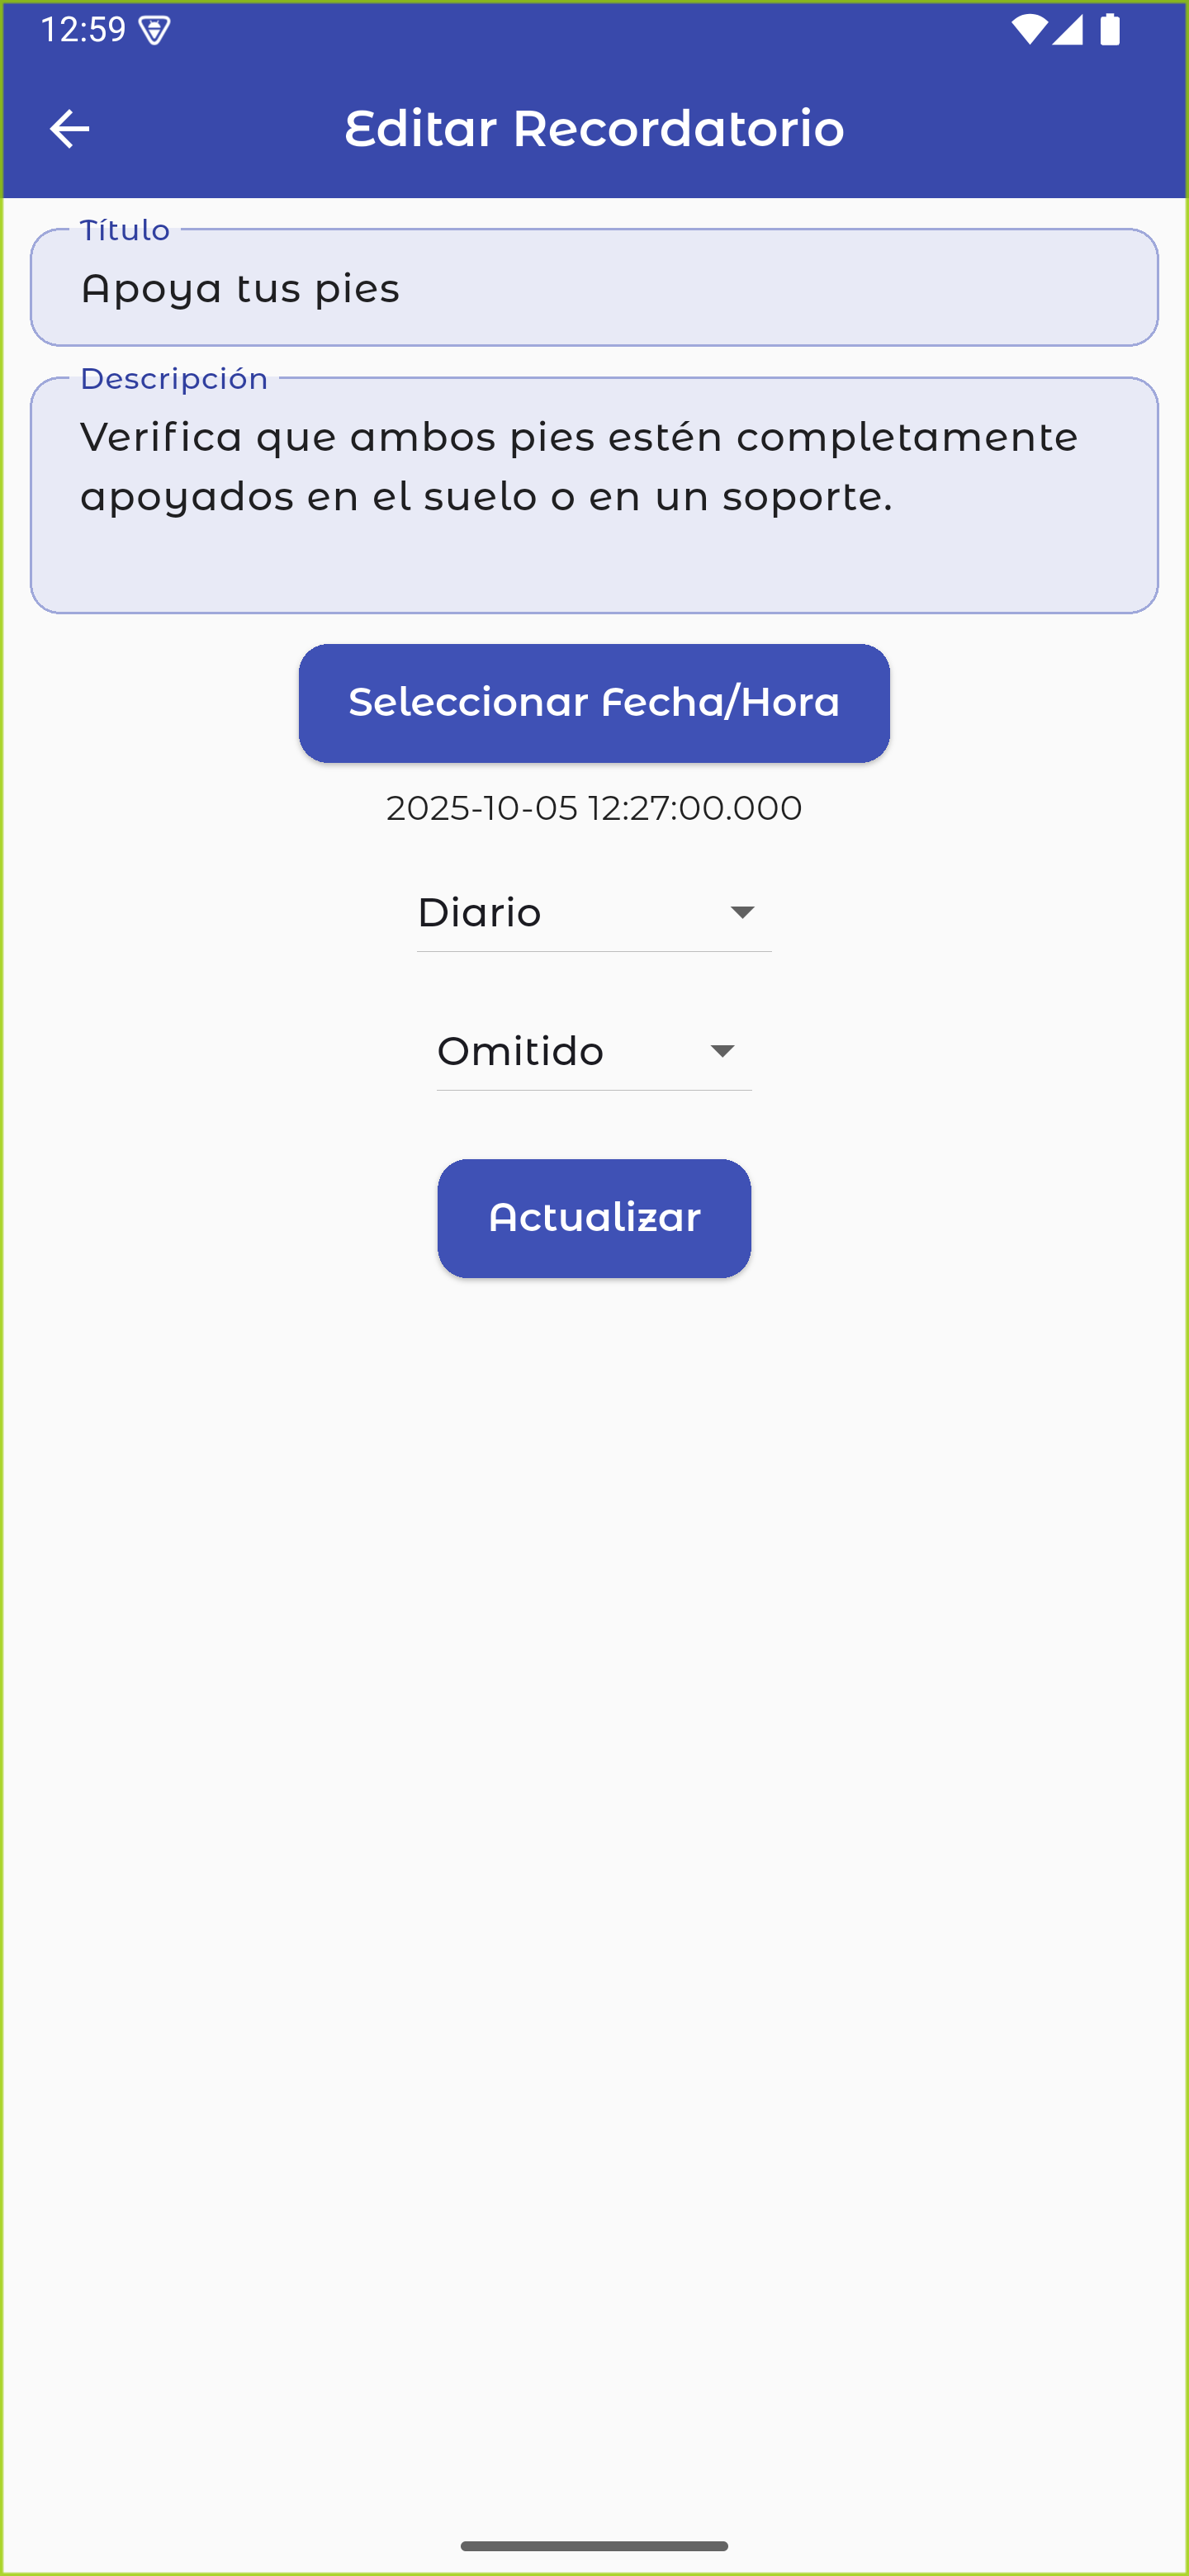 12:59
Editar Recordatorio
Título
Apoya tus pies
Descripción
Verifica que ambos pies estén completamente
apoyados en el suelo o en un soporte.
Seleccionar Fecha/Hora
2025-10-05 12:27:00.000
Diario
Omitido
Actualizar